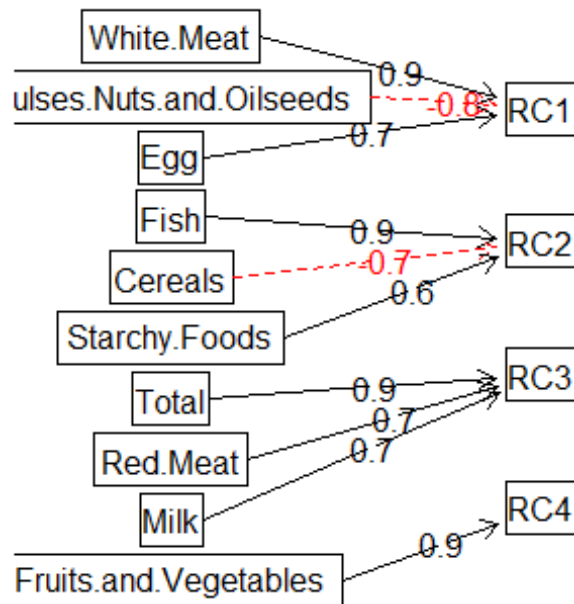 White.Meat
0.9
RC1
ulses.Nuts.and.Oilseeds
-0.8
0.7
Egg
Fish
0.9
RC2
Cereals
-0.7
0.6
Starchy.Foods
Total
0.9
RC3
0.7
Red.Meat
0.7
Milk
RC4
0.9
Fruits.and.Vegetables